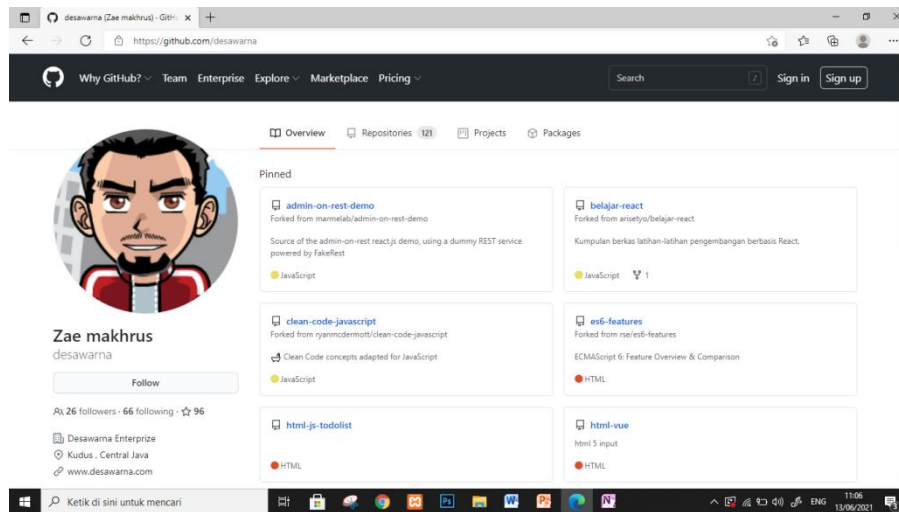 desawarna (Zae makhrus) · GitH
https://github.com/desawarna
Why GitHub? Team Enterprise Explore Marketplace Pricing Search / Sign in Sign up
Overview Repositories 121 Projects Packages
Pinned
admin-on-rest-demo
Forked from marmelab/admin-on-rest-demo
Source of the admin-on-rest react.js demo, using a dummy REST service
powered by FakeRest
JavaScript
belajar-react
Forked from arisetyo/belajar-react
Kumpulan berkas latihan-latihan pengembangan berbasis React.
JavaScript 1
clean-code-javascript
Forked from ryanmcdermott/clean-code-javascript
Clean Code concepts adapted for JavaScript
JavaScript
es6-features
Forked from rse/es6-features
ECMAScript 6: Feature Overview & Comparison
HTML
html-js-todolist
HTML
html-vue
html 5 input
HTML
Zae makhrus
desawarna
Follow
26 followers · 66 following · 96
Desawarna Enterprize
Kudus , Central Java
www.desawarna.com
Ketik di sini untuk mencari
ENG
11:06
13/06/2021